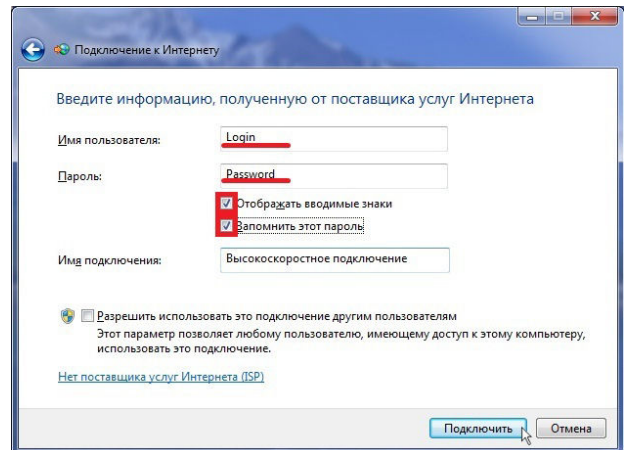 Подключение к Интернету
Введите информацию, полученную от поставщика услуг Интернета
Имя пользователя:
Login
Пароль:
Password
Отображать вводимые знаки
Запомнить этот пароль
Имя подключения:
Высокоскоростное подключение
Разрешить использовать это подключение другим пользователям
Этот параметр позволяет любому пользователю, имеющему доступ к этому компьютеру,
использовать это подключение.
Нет поставщика услуг Интернета (ISP)
Подключить
Отмена